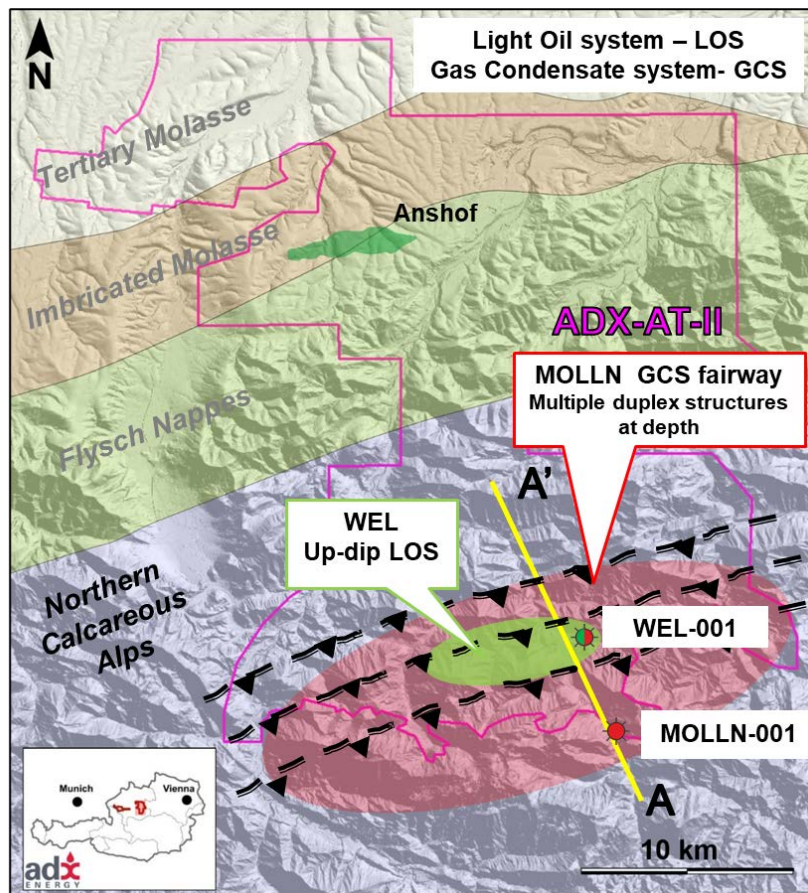 Light Oil system – LOS
Gas Condensate system- GCS
N
Tertiary Molasse
Anshof
Imbricated Molasse
ADX-AT-II
MOLLN GCS fairway
Multiple duplex structures
at depth
Flysch Nappes
A'
WEL
Up-dip LOS
Northern
Calcareous
Alps
WEL-001
MOLLN-001
A
Munich
Vienna
10 km
adx
ENERGY